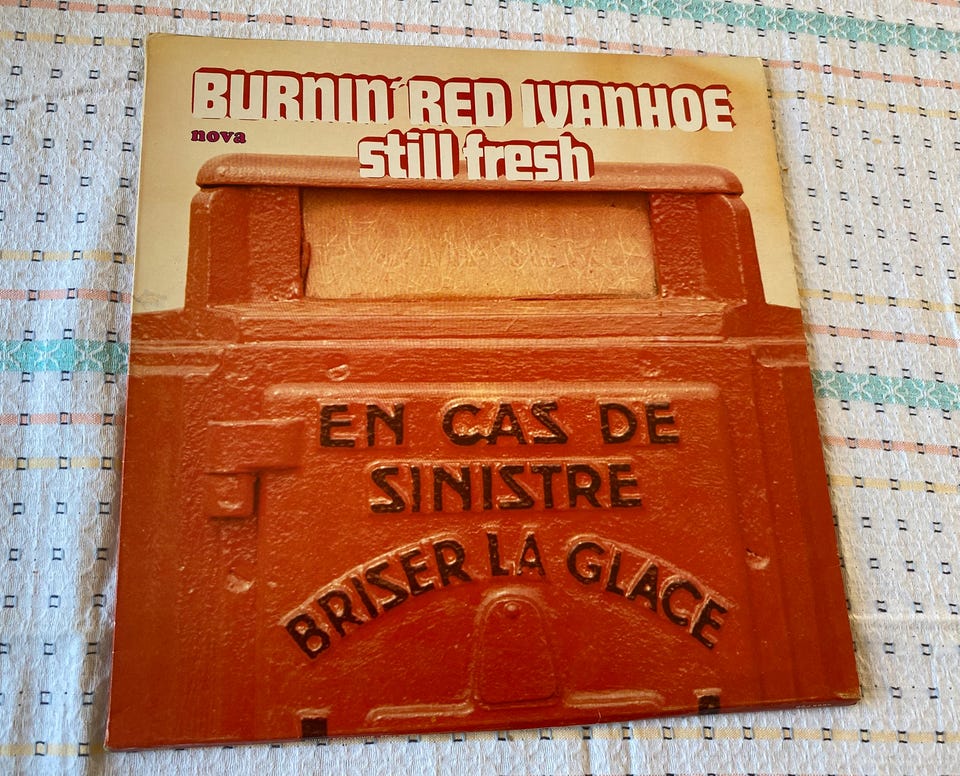 BURNIN' RED IVANHOE
nova
still fresh
EN CAS DE
SINISTRE
BRISER LA GLACE